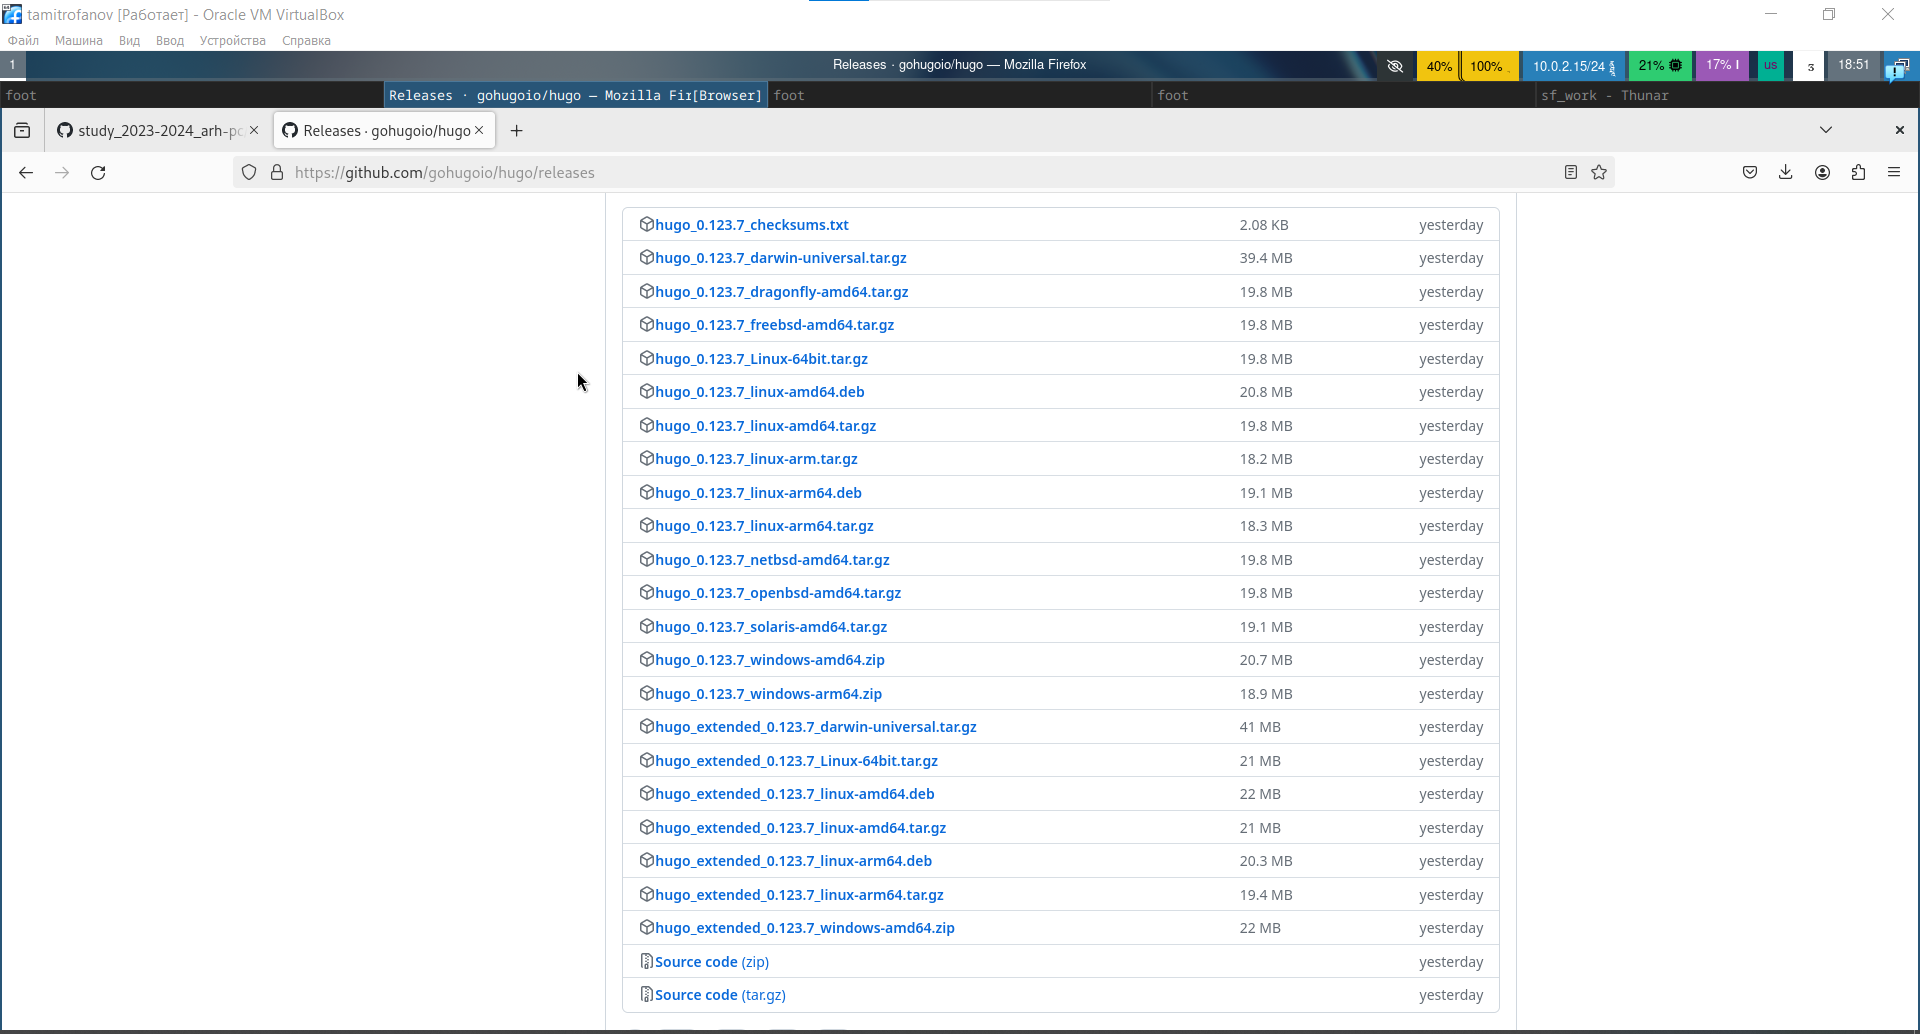 tamitrofanov [Работает] - Oracle VM VirtualBox
Файл Машина Вид Ввод Устройства Справка
1 Releases · gohugoio/hugo — Mozilla Firefox 40% 100% 10.0.2.15/24 21% 17% us 3 18:51
foot Releases · gohugoio/hugo — Mozilla Fir[Browser] foot foot sf_work - Thunar
study_2023-2024_arh-pc Releases · gohugoio/hugo
https://github.com/gohugoio/hugo/releases
hugo_0.123.7_checksums.txt 2.08 KB yesterday
hugo_0.123.7_darwin-universal.tar.gz 39.4 MB yesterday
hugo_0.123.7_dragonfly-amd64.tar.gz 19.8 MB yesterday
hugo_0.123.7_freebsd-amd64.tar.gz 19.8 MB yesterday
hugo_0.123.7_Linux-64bit.tar.gz 19.8 MB yesterday
hugo_0.123.7_linux-amd64.deb 20.8 MB yesterday
hugo_0.123.7_linux-amd64.tar.gz 19.8 MB yesterday
hugo_0.123.7_linux-arm.tar.gz 18.2 MB yesterday
hugo_0.123.7_linux-arm64.deb 19.1 MB yesterday
hugo_0.123.7_linux-arm64.tar.gz 18.3 MB yesterday
hugo_0.123.7_netbsd-amd64.tar.gz 19.8 MB yesterday
hugo_0.123.7_openbsd-amd64.tar.gz 19.8 MB yesterday
hugo_0.123.7_solaris-amd64.tar.gz 19.1 MB yesterday
hugo_0.123.7_windows-amd64.zip 20.7 MB yesterday
hugo_0.123.7_windows-arm64.zip 18.9 MB yesterday
hugo_extended_0.123.7_darwin-universal.tar.gz 41 MB yesterday
hugo_extended_0.123.7_Linux-64bit.tar.gz 21 MB yesterday
hugo_extended_0.123.7_linux-amd64.deb 22 MB yesterday
hugo_extended_0.123.7_linux-amd64.tar.gz 21 MB yesterday
hugo_extended_0.123.7_linux-arm64.deb 20.3 MB yesterday
hugo_extended_0.123.7_linux-arm64.tar.gz 19.4 MB yesterday
hugo_extended_0.123.7_windows-amd64.zip 22 MB yesterday
Source code (zip) yesterday
Source code (tar.gz) yesterday